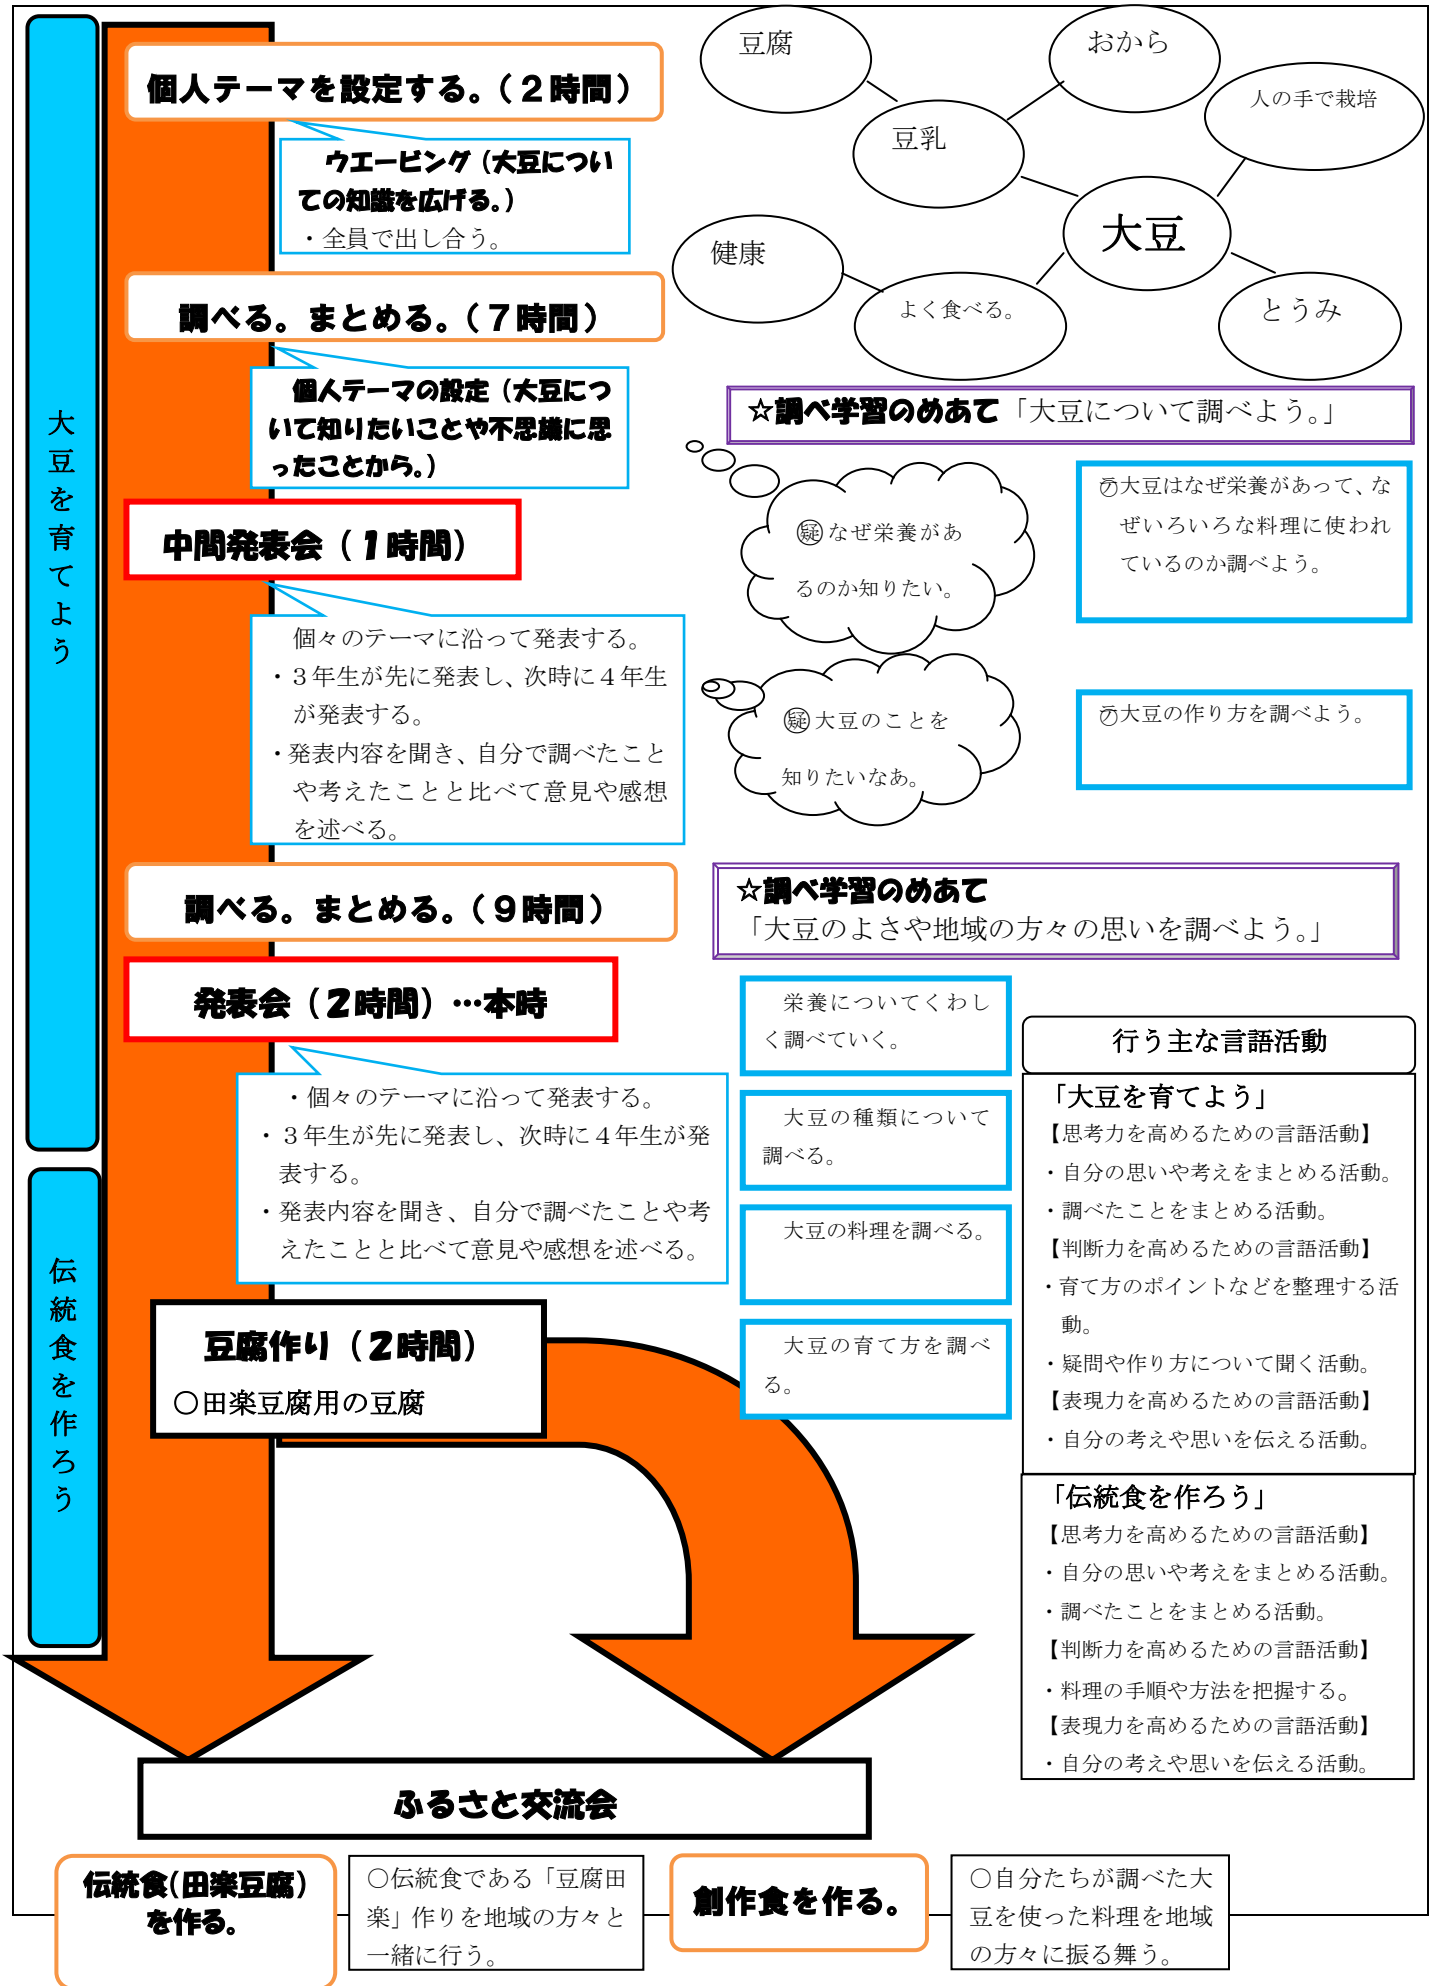 大豆を育てよう
伝統食を作ろう
個人テーマを設定する。（２時間）
ウエービング（大豆につい
ての知識を広げる。）
・全員で出し合う。
調べる。まとめる。（７時間）
個人テーマの設定（大豆につ
いて知りたいことや不思議に思
ったことから。）
中間発表会（１時間）
個々のテーマに沿って発表する。
・３年生が先に発表し、次時に４年生
が発表する。
・発表内容を聞き、自分で調べたこと
や考えたことと比べて意見や感想
を述べる。
調べる。まとめる。（９時間）
発表会（２時間）…本時
・個々のテーマに沿って発表する。
・３年生が先に発表し、次時に４年生が発
表する。
・発表内容を聞き、自分で調べたことや考
えたことと比べて意見や感想を述べる。
豆腐作り（２時間）
○田楽豆腐用の豆腐
豆腐
おから
人の手で栽培
豆乳
大豆
健康
よく食べる。
とうみ
☆調べ学習のめあて「大豆について調べよう。」
疑なぜ栄養があ
るのか知りたい。
大豆はなぜ栄養があって、な
ぜいろいろな料理に使われ
ているのか調べよう。
疑大豆のことを
知りたいなあ。
大豆の作り方を調べよう。
☆調べ学習のめあて
「大豆のよさや地域の方々の思いを調べよう。」
栄養についてくわし
く調べていく。
大豆の種類について
調べる。
大豆の料理を調べる。
大豆の育て方を調べ
る。
行う主な言語活動
「大豆を育てよう」
【思考力を高めるための言語活動】
・自分の思いや考えをまとめる活動。
・調べたことをまとめる活動。
【判断力を高めるための言語活動】
・育て方のポイントなどを整理する活
動。
・疑問や作り方について聞く活動。
【表現力を高めるための言語活動】
・自分の考えや思いを伝える活動。
「伝統食を作ろう」
【思考力を高めるための言語活動】
・自分の思いや考えをまとめる活動。
・調べたことをまとめる活動。
【判断力を高めるための言語活動】
・料理の手順や方法を把握する。
【表現力を高めるための言語活動】
・自分の考えや思いを伝える活動。
ふるさと交流会
伝統食（田楽豆腐）
を作る。
○伝統食である「豆腐田
楽」作りを地域の方々と
一緒に行う。
創作食を作る。
○自分たちが調べた大
豆を使った料理を地域
の方々に振る舞う。